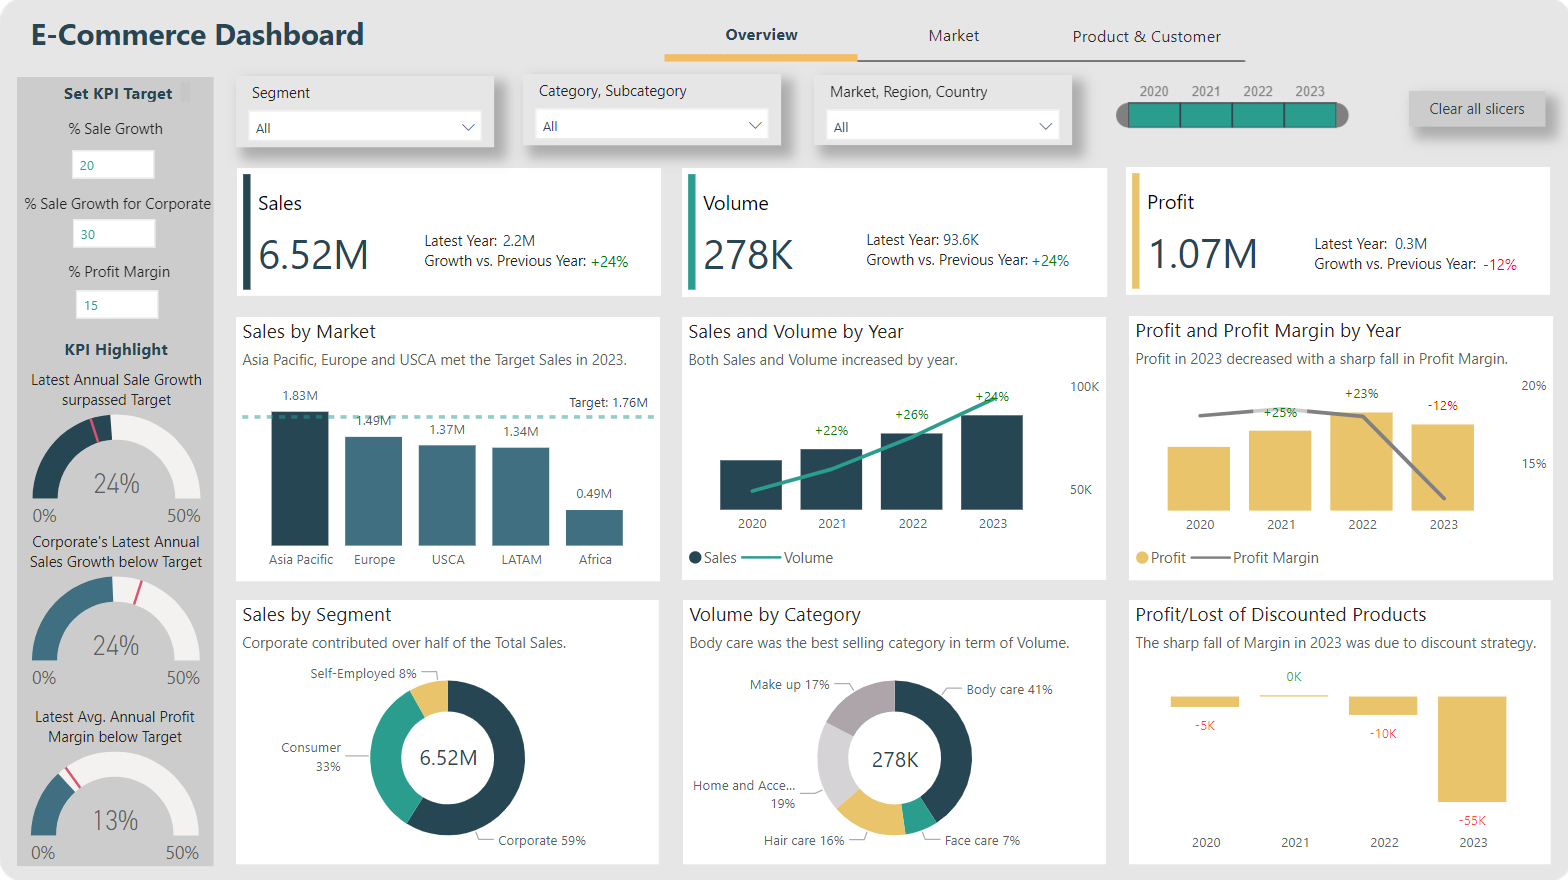 E-Commerce Dashboard
Overview
Market
Product & Customer
Set KPI Target
% Sale Growth
20
% Sale Growth for Corporate
30
% Profit Margin
15
KPI Highlight
Latest Annual Sale Growth
surpassed Target
24%
0%
50%
Corporate's Latest Annual
Sales Growth below Target
24%
0%
50%
Latest Avg. Annual Profit
Margin below Target
13%
0%
50%
Segment
All
Category, Subcategory
All
Market, Region, Country
All
2020
2021
2022
2023
Clear all slicers
Sales
6.52M
Latest Year: 2.2M
Growth vs. Previous Year: +24%
Volume
278K
Latest Year: 93.6K
Growth vs. Previous Year: +24%
Profit
1.07M
Latest Year: 0.3M
Growth vs. Previous Year: -12%
Sales by Market
Asia Pacific, Europe and USCA met the Target Sales in 2023.
1.83M
Target: 1.76M
1.49M
1.37M
1.34M
0.49M
Asia Pacific
Europe
USCA
LATAM
Africa
Sales and Volume by Year
Both Sales and Volume increased by year.
100K
+24%
+26%
+22%
50K
2020
2021
2022
2023
Sales
Volume
Profit and Profit Margin by Year
Profit in 2023 decreased with a sharp fall in Profit Margin.
20%
+23%
-12%
+25%
15%
2020
2021
2022
2023
Profit
Profit Margin
Sales by Segment
Corporate contributed over half of the Total Sales.
Self-Employed 8%
Consumer
33%
6.52M
Corporate 59%
Volume by Category
Body care was the best selling category in term of Volume.
Make up 17%
Body care 41%
278K
Home and Acce...
19%
Hair care 16%
Face care 7%
Profit/Lost of Discounted Products
The sharp fall of Margin in 2023 was due to discount strategy.
0K
-5K
-10K
-55K
2020
2021
2022
2023